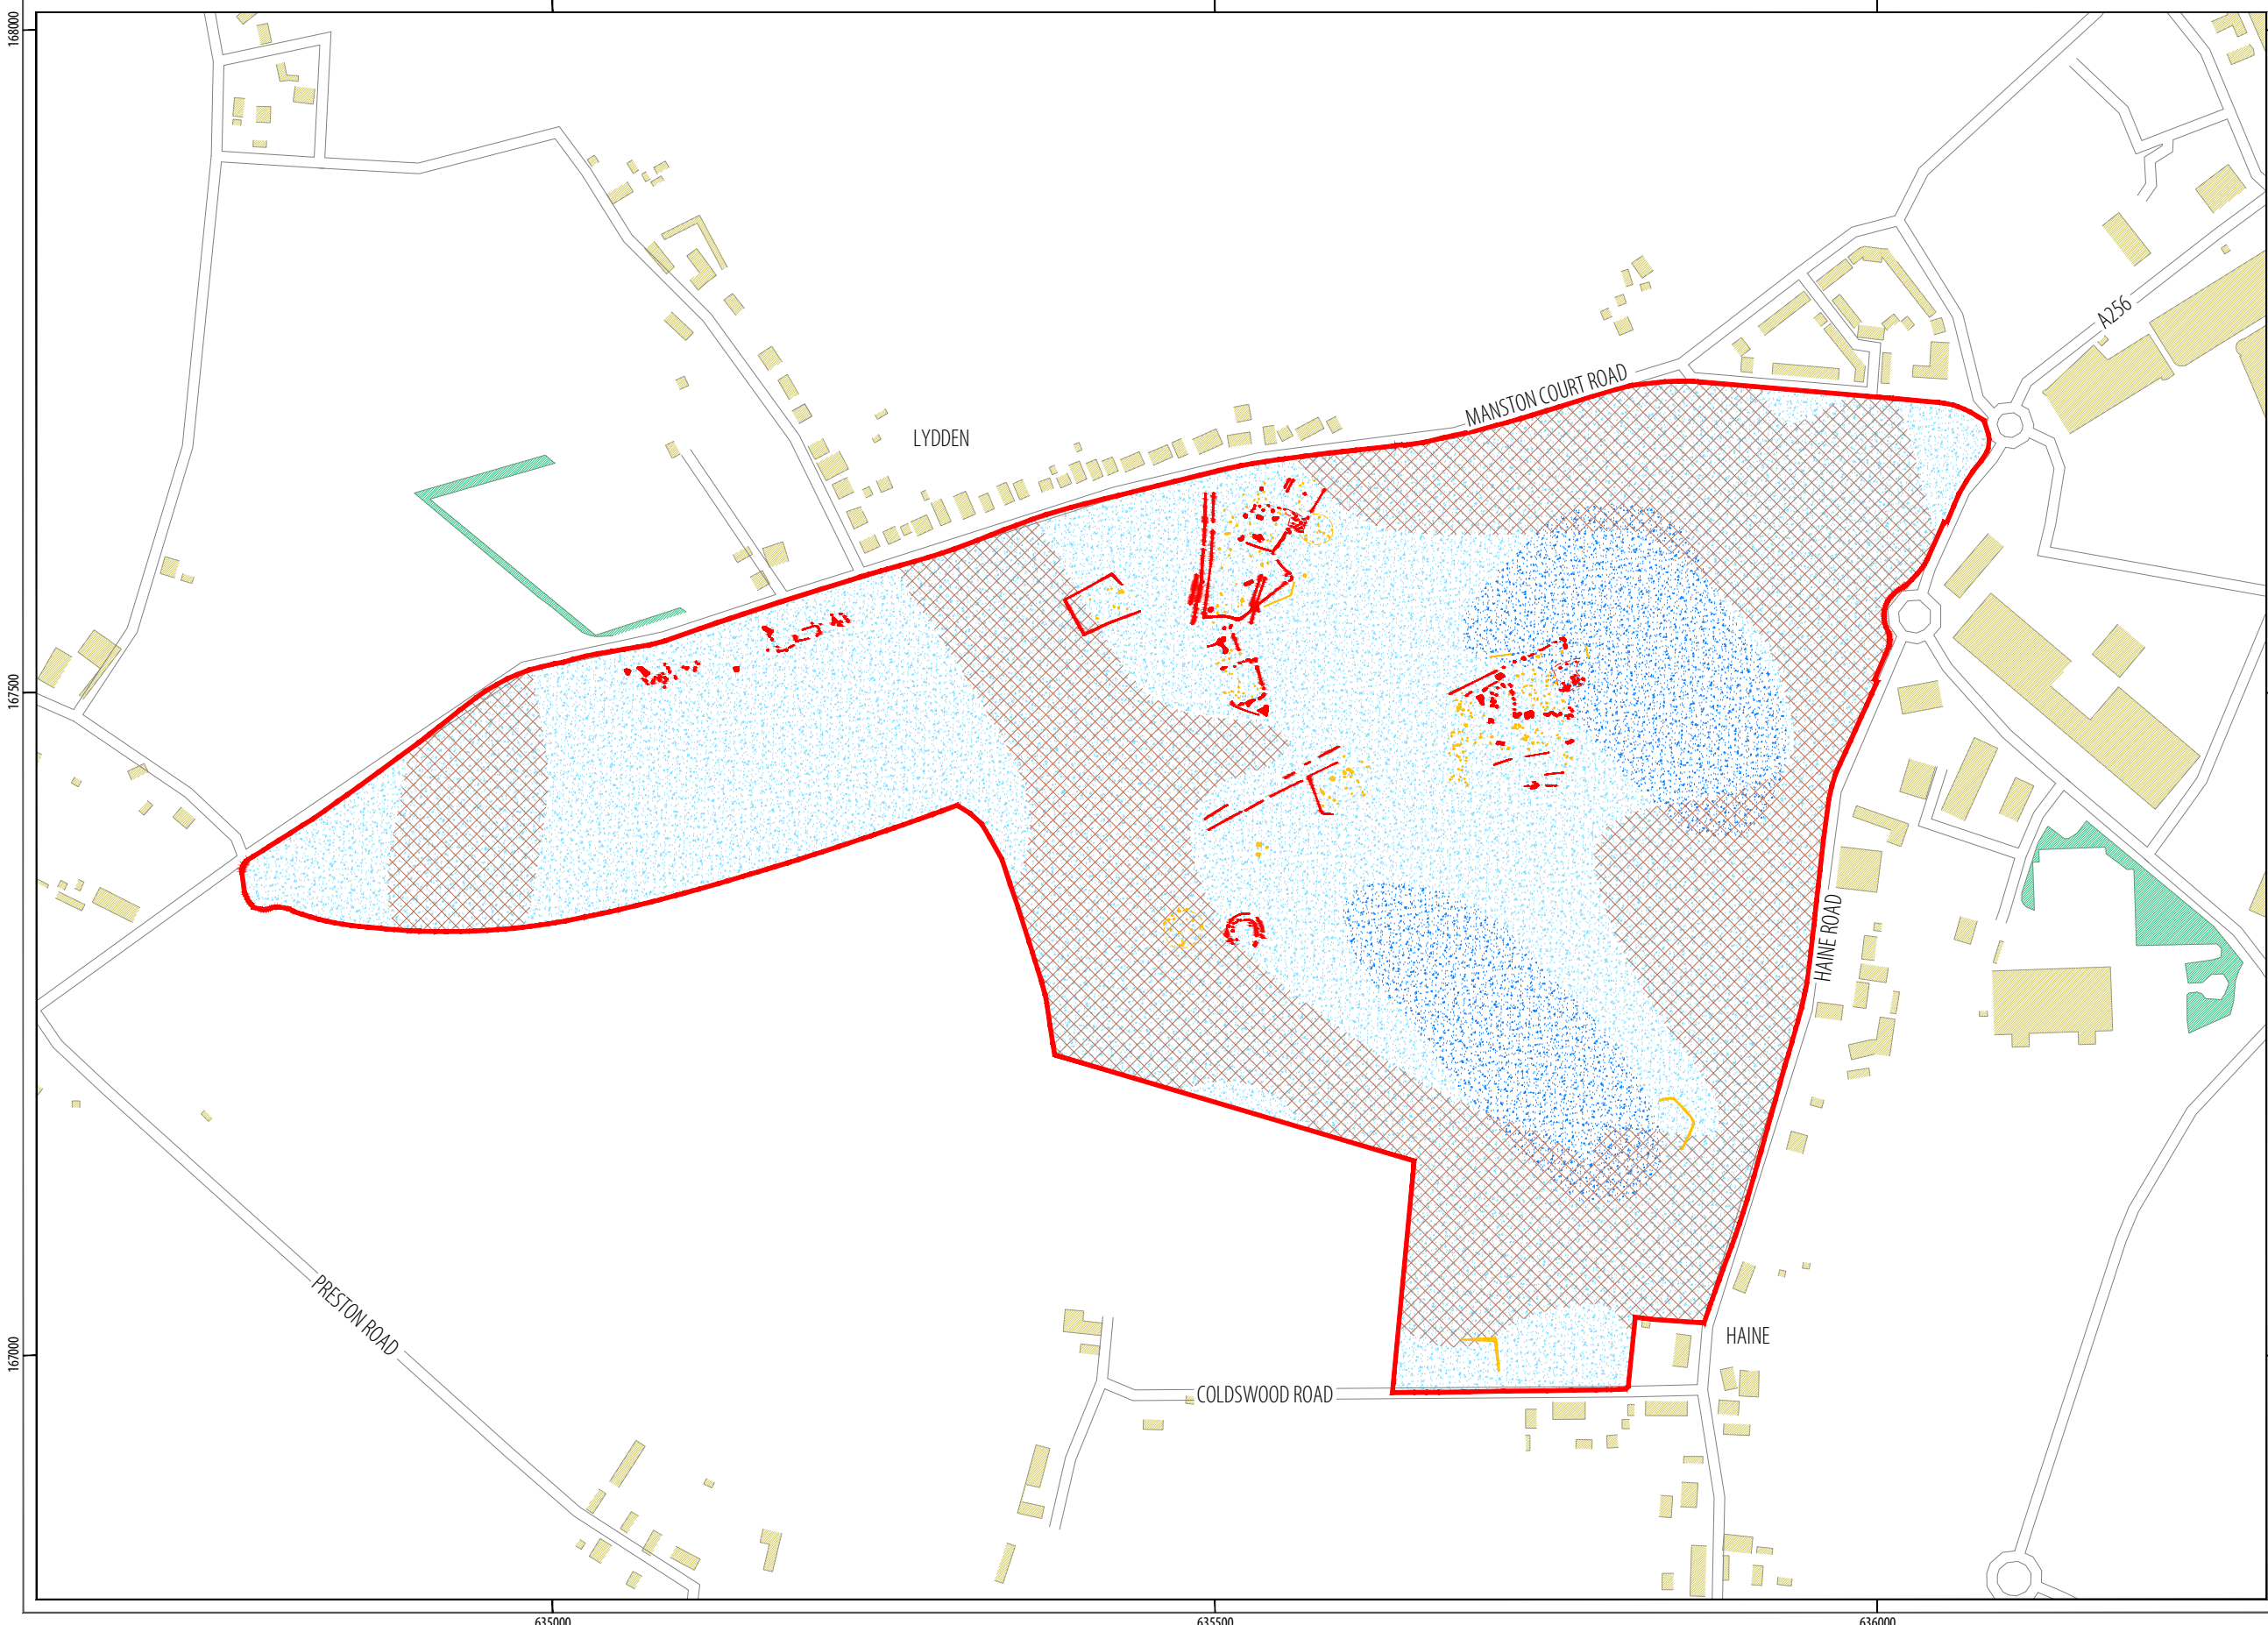 168000
A256
MANSTON COURT ROAD
LYDDEN
167500
HAINE ROAD
PRESTON ROAD
HAINE
167000
COLDSWOOD ROAD
635000
635500
636000